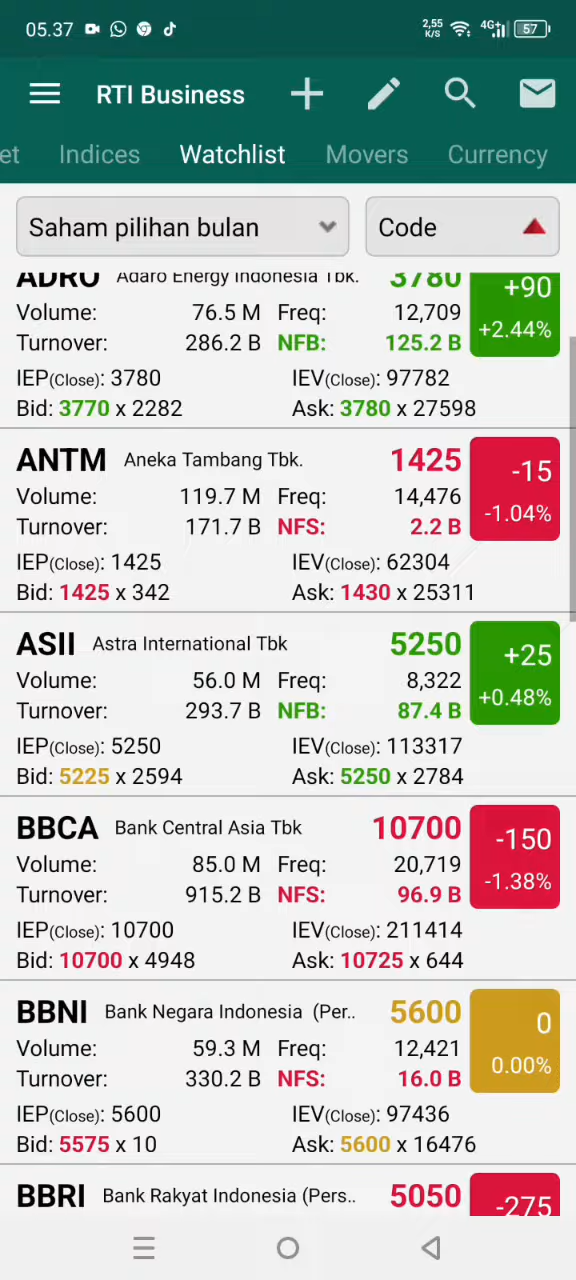 05.37 2,55 K/S 4G+ 57
RTI Business
et Indices Watchlist Movers Currency
Saham pilihan bulan Code
ADRO Adaro Energy Indonesia Tbk. 3780 +90
Volume: 76.5 M Freq: 12,709 +2.44%
Turnover: 286.2 B NFB: 125.2 B
IEP(Close): 3780 IEV(Close): 97782
Bid: 3770 x 2282 Ask: 3780 x 27598
ANTM Aneka Tambang Tbk. 1425 -15
Volume: 119.7 M Freq: 14,476 -1.04%
Turnover: 171.7 B NFS: 2.2 B
IEP(Close): 1425 IEV(Close): 62304
Bid: 1425 x 342 Ask: 1430 x 25311
ASII Astra International Tbk 5250 +25
Volume: 56.0 M Freq: 8,322 +0.48%
Turnover: 293.7 B NFB: 87.4 B
IEP(Close): 5250 IEV(Close): 113317
Bid: 5225 x 2594 Ask: 5250 x 2784
BBCA Bank Central Asia Tbk 10700 -150
Volume: 85.0 M Freq: 20,719 -1.38%
Turnover: 915.2 B NFS: 96.9 B
IEP(Close): 10700 IEV(Close): 211414
Bid: 10700 x 4948 Ask: 10725 x 644
BBNI Bank Negara Indonesia (Per.. 5600 0
Volume: 59.3 M Freq: 12,421 0.00%
Turnover: 330.2 B NFS: 16.0 B
IEP(Close): 5600 IEV(Close): 97436
Bid: 5575 x 10 Ask: 5600 x 16476
BBRI Bank Rakyat Indonesia (Pers.. 5050 -275